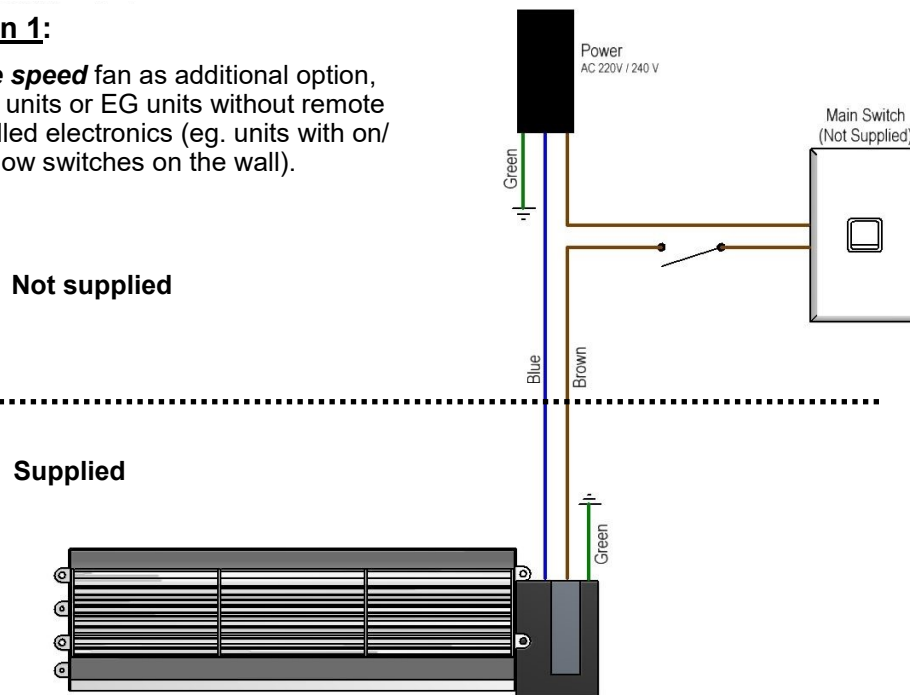 n 1:
e speed fan as additional option,
units or EG units without remote
lled electronics (eg. units with on/
ow switches on the wall).
Power
AC 220V / 240 V
Main Switch
(Not Supplied)
Green
Not supplied
Blue
Brown
Supplied
Green